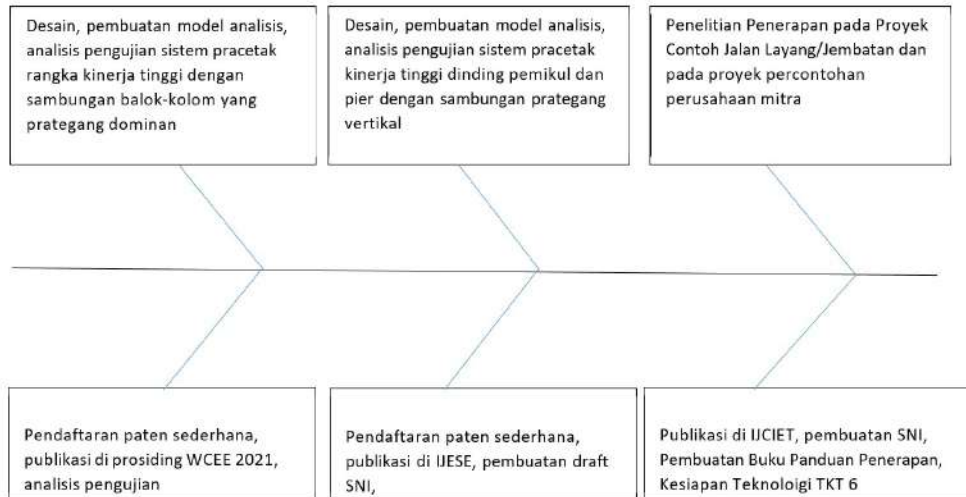 Desain, pembuatan model analisis,
analisis pengujian sistem pracetak
rangka kinerja tinggi dengan
sambungan balok-kolom yang
prategang dominan
Desain, pembuatan model analisis,
analisis pengujian sistem pracetak
kinerja tinggi dinding pemikul dan
pier dengan sambungan prategang
vertikal
Penelitian Penerapan pada Proyek
Contoh Jalan Layang/Jembatan dan
pada proyek percontohan
perusahaan mitra
Pendaftaran paten sederhana,
publikasi di prosiding WCEE 2021,
analisis pengujian
Pendaftaran paten sederhana,
publikasi di IJESE, pembuatan draft
SNI,
Publikasi di IJCIET, pembuatan SNI,
Pembuatan Buku Panduan Penerapan,
Kesiapan Teknoloigi TKT 6